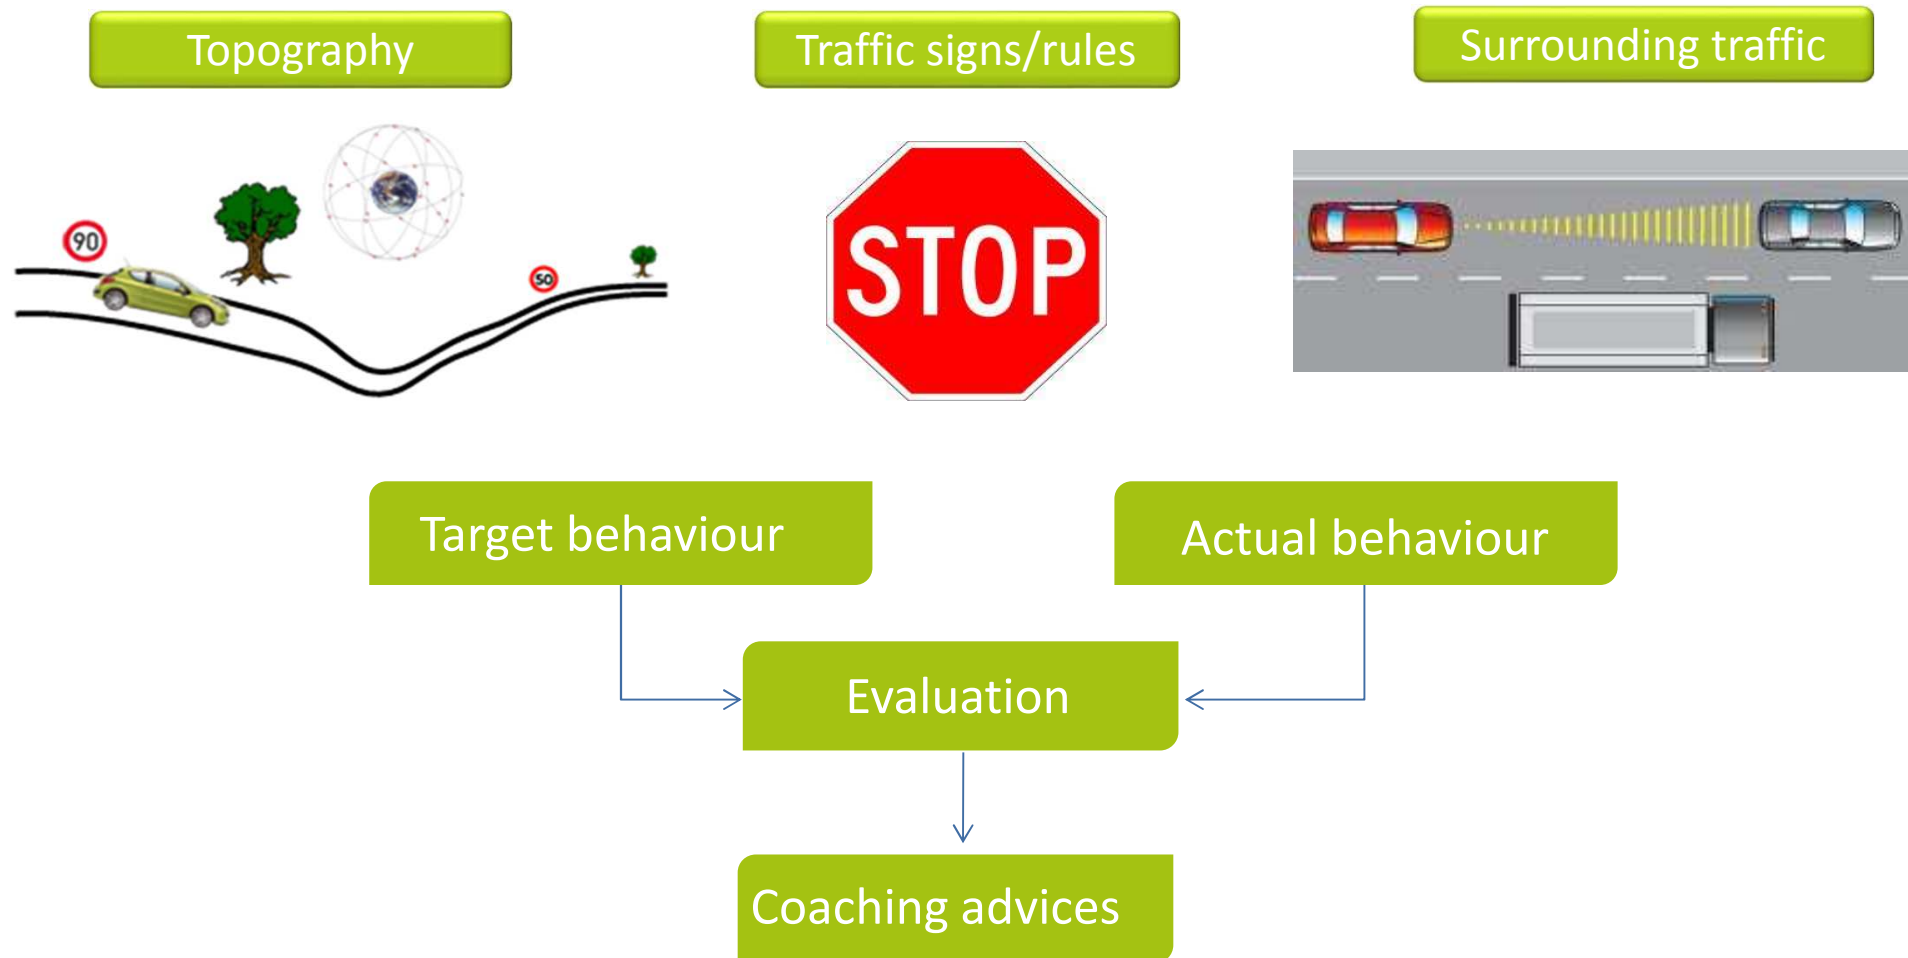 Topography
Traffic signs/rules
Surrounding traffic
90
50
STOP
Target behaviour
Actual behaviour
Evaluation
Coaching advices